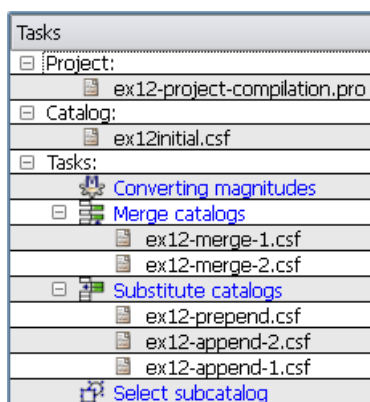 Tasks
Project:
ex12-project-compilation.pro
Catalog:
ex12initial.csf
Tasks:
Converting magnitudes
Merge catalogs
ex12-merge-1.csf
ex12-merge-2.csf
Substitute catalogs
ex12-prepend.csf
ex12-append-2.csf
ex12-append-1.csf
Select subcatalog